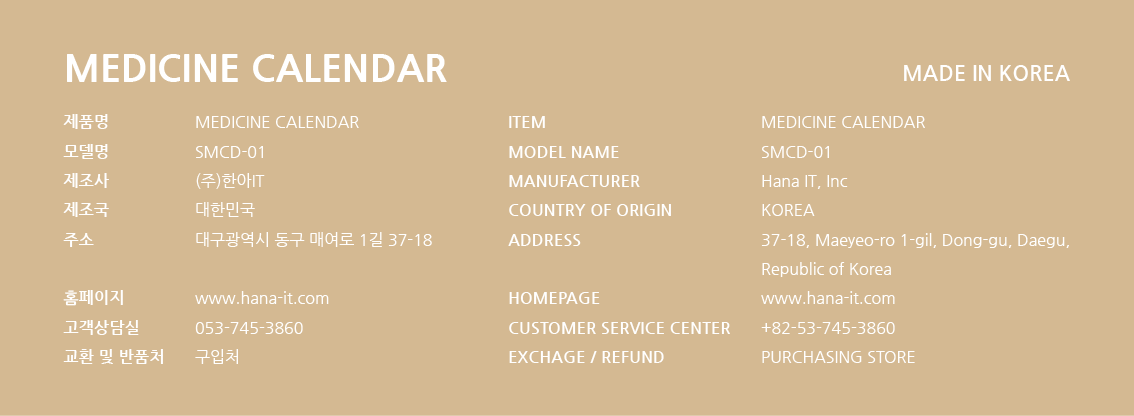 MEDICINE CALENDAR
MADE IN KOREA
제품명 MEDICINE CALENDAR ITEM MEDICINE CALENDAR
모델명 SMCD-01 MODEL NAME SMCD-01
제조사 (주)한아IT MANUFACTURER Hana IT, Inc
제조국 대한민국 COUNTRY OF ORIGIN KOREA
주소 대구광역시 동구 매여로 1길 37-18 ADDRESS 37-18, Maeyeo-ro 1-gil, Dong-gu, Daegu,
Republic of Korea
홈페이지 www.hana-it.com HOMEPAGE www.hana-it.com
고객상담실 053-745-3860 CUSTOMER SERVICE CENTER +82-53-745-3860
교환 및 반품처 구입처 EXCHAGE / REFUND PURCHASING STORE